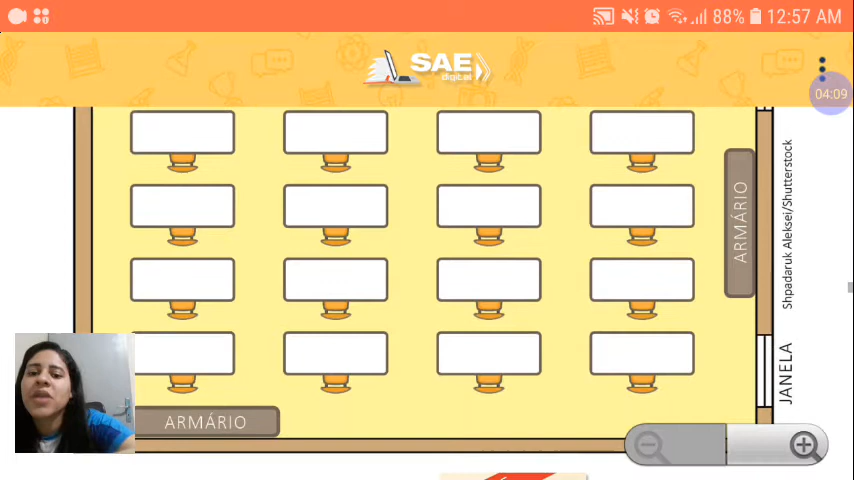 88% 12:57 AM
SAE
digital
04:09
ARMÁRIO
Shpadaruk Aleksei/Shutterstock
JANELA
ARMÁRIO